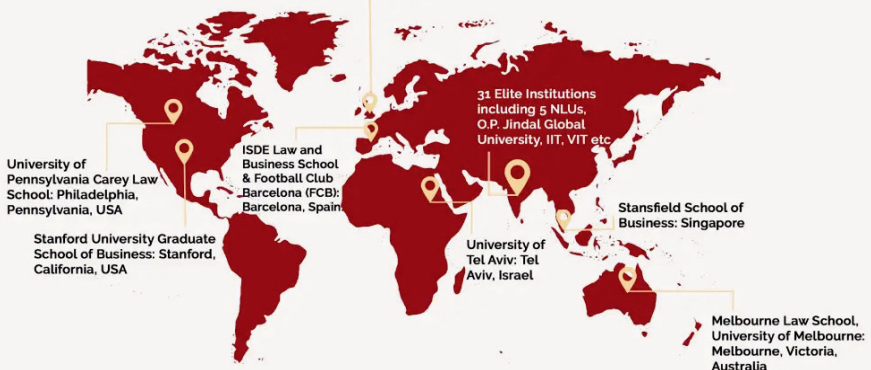 31 Elite Institutions
including 5 NLUs,
O.P. Jindal Global
University, IIT, VIT etc
University of
Pennsylvania Carey Law
School: Philadelphia,
Pennsylvania, USA
ISDE Law and
Business School
& Football Club
Barcelona (FCB):
Barcelona, Spain
Stanford University Graduate
School of Business: Stanford,
California, USA
University of
Tel Aviv: Tel
Aviv, Israel
Stansfield School of
Business: Singapore
Melbourne Law School,
University of Melbourne:
Melbourne, Victoria,
Australia